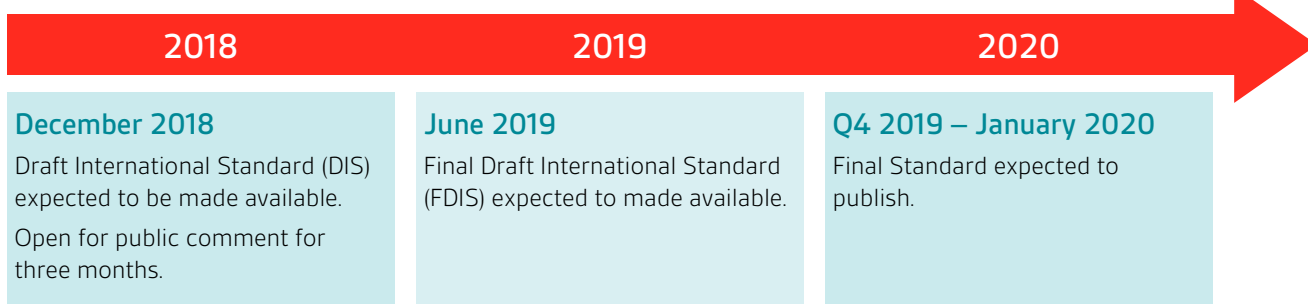 2018
2019
2020
December 2018
Draft International Standard (DIS)
expected to be made available.
Open for public comment for
three months.
June 2019
Final Draft International Standard
(FDIS) expected to made available.
Q4 2019 – January 2020
Final Standard expected to
publish.